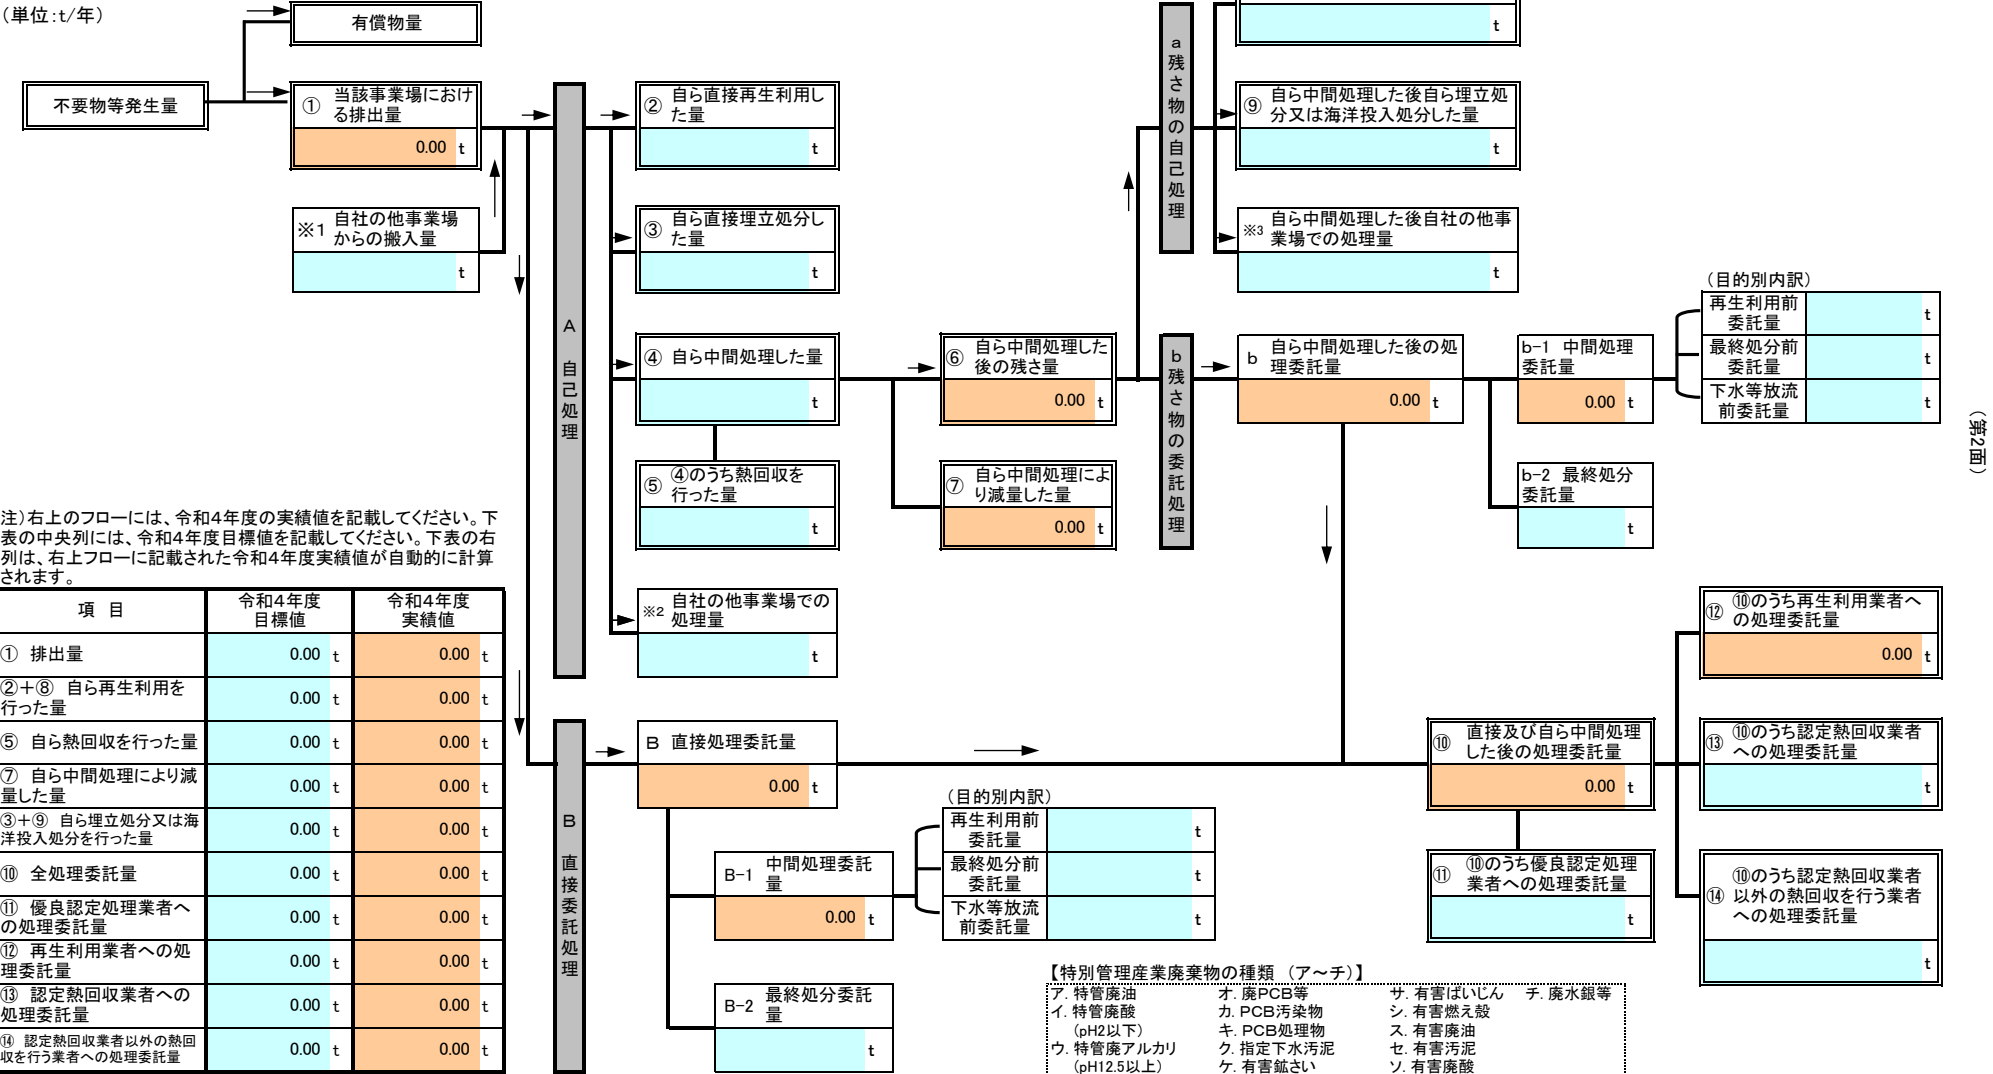 （単位：t/年）
有償物量
不要物等発生量
① 当該事業場におけ
る排出量
0.00 t
※1 自社の他事業場
からの搬入量
t
A 自己処理
② 自ら直接再生利用し
た量
t
③ 自ら直接埋立処分し
た量
t
④ 自ら中間処理した量
t
⑤ ④のうち熱回収を
行った量
t
※2 自社の他事業場での
処理量
t
⑥ 自ら中間処理した
後の残さ量
0.00 t
⑦ 自ら中間処理によ
り減量した量
0.00 t
a 残さ物の自己処理
t
⑨ 自ら中間処理した後自ら埋立処
分又は海洋投入処分した量
t
※3 自ら中間処理した後自社の他事
業場での処理量
t
b 残さ物の委託処理
b 自ら中間処理した後の処
理委託量
0.00 t
b-1 中間処理
委託量
0.00 t
b-2 最終処分
委託量
t
（目的別内訳）
再生利用前
委託量
t
最終処分前
委託量
t
下水等放流
前委託量
t
（第2面）
注）右上のフローには、令和4年度の実績値を記載してください。下
表の中央列には、令和4年度目標値を記載してください。下表の右
列は、右上フローに記載された令和4年度実績値が自動的に計算
されます。
項 目
令和4年度
目標値
令和4年度
実績値
① 排出量 0.00 t 0.00 t
②＋⑧ 自ら再生利用を
行った量 0.00 t 0.00 t
⑤ 自ら熱回収を行った量 0.00 t 0.00 t
⑦ 自ら中間処理により減
量した量 0.00 t 0.00 t
③＋⑨ 自ら埋立処分又は海
洋投入処分を行った量 0.00 t 0.00 t
⑩ 全処理委託量 0.00 t 0.00 t
⑪ 優良認定処理業者へ
の処理委託量 0.00 t 0.00 t
⑫ 再生利用業者への処
理委託量 0.00 t 0.00 t
⑬ 認定熱回収業者への
処理委託量 0.00 t 0.00 t
⑭ 認定熱回収業者以外の熱回
収を行う業者への処理委託量 0.00 t 0.00 t
B 直接委託処理
B 直接処理委託量
0.00 t
B-1 中間処理委託
量
0.00 t
B-2 最終処分委託
量
t
（目的別内訳）
再生利用前
委託量
t
最終処分前
委託量
t
下水等放流
前委託量
t
⑩ 直接及び自ら中間処理
した後の処理委託量
0.00 t
⑪ ⑩のうち優良認定処理
業者への処理委託量
t
⑫ ⑩のうち再生利用業者へ
の処理委託量
0.00 t
⑬ ⑩のうち認定熱回収業者
への処理委託量
t
⑭ ⑩のうち認定熱回収業者
以外の熱回収を行う業者
への処理委託量
t
【特別管理産業廃棄物の種類 （ア～チ）】
ア. 特管廃油 オ. 廃PCB等 サ. 有害ばいじん チ. 廃水銀等
イ. 特管廃酸 カ. PCB汚染物 シ. 有害燃え殻
（pH2以下） キ. PCB処理物 ス. 有害廃油
ウ. 特管廃アルカリ ク. 指定下水汚泥 セ. 有害汚泥
（pH12.5以上） ケ. 有害鉱さい ソ. 有害廃酸